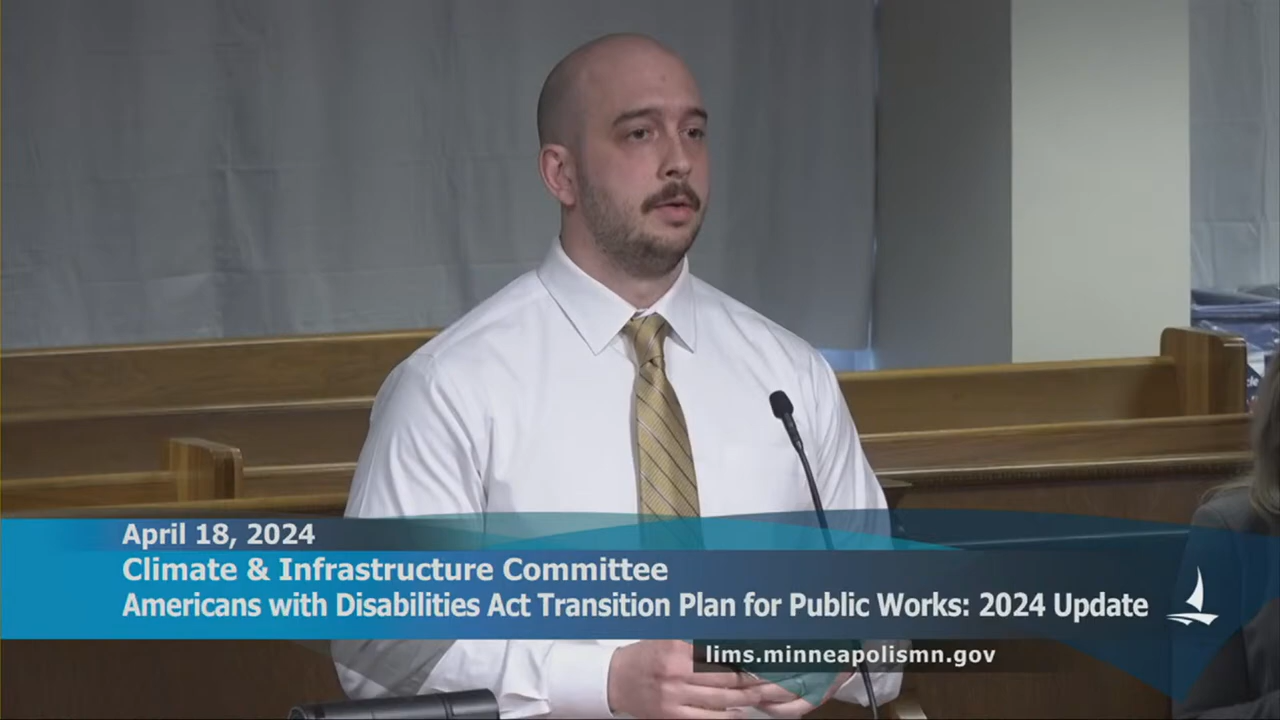 April 18, 2024
Climate & Infrastructure Committee
Americans with Disabilities Act Transition Plan for Public Works: 2024 Update
lims.minneapolismn.gov